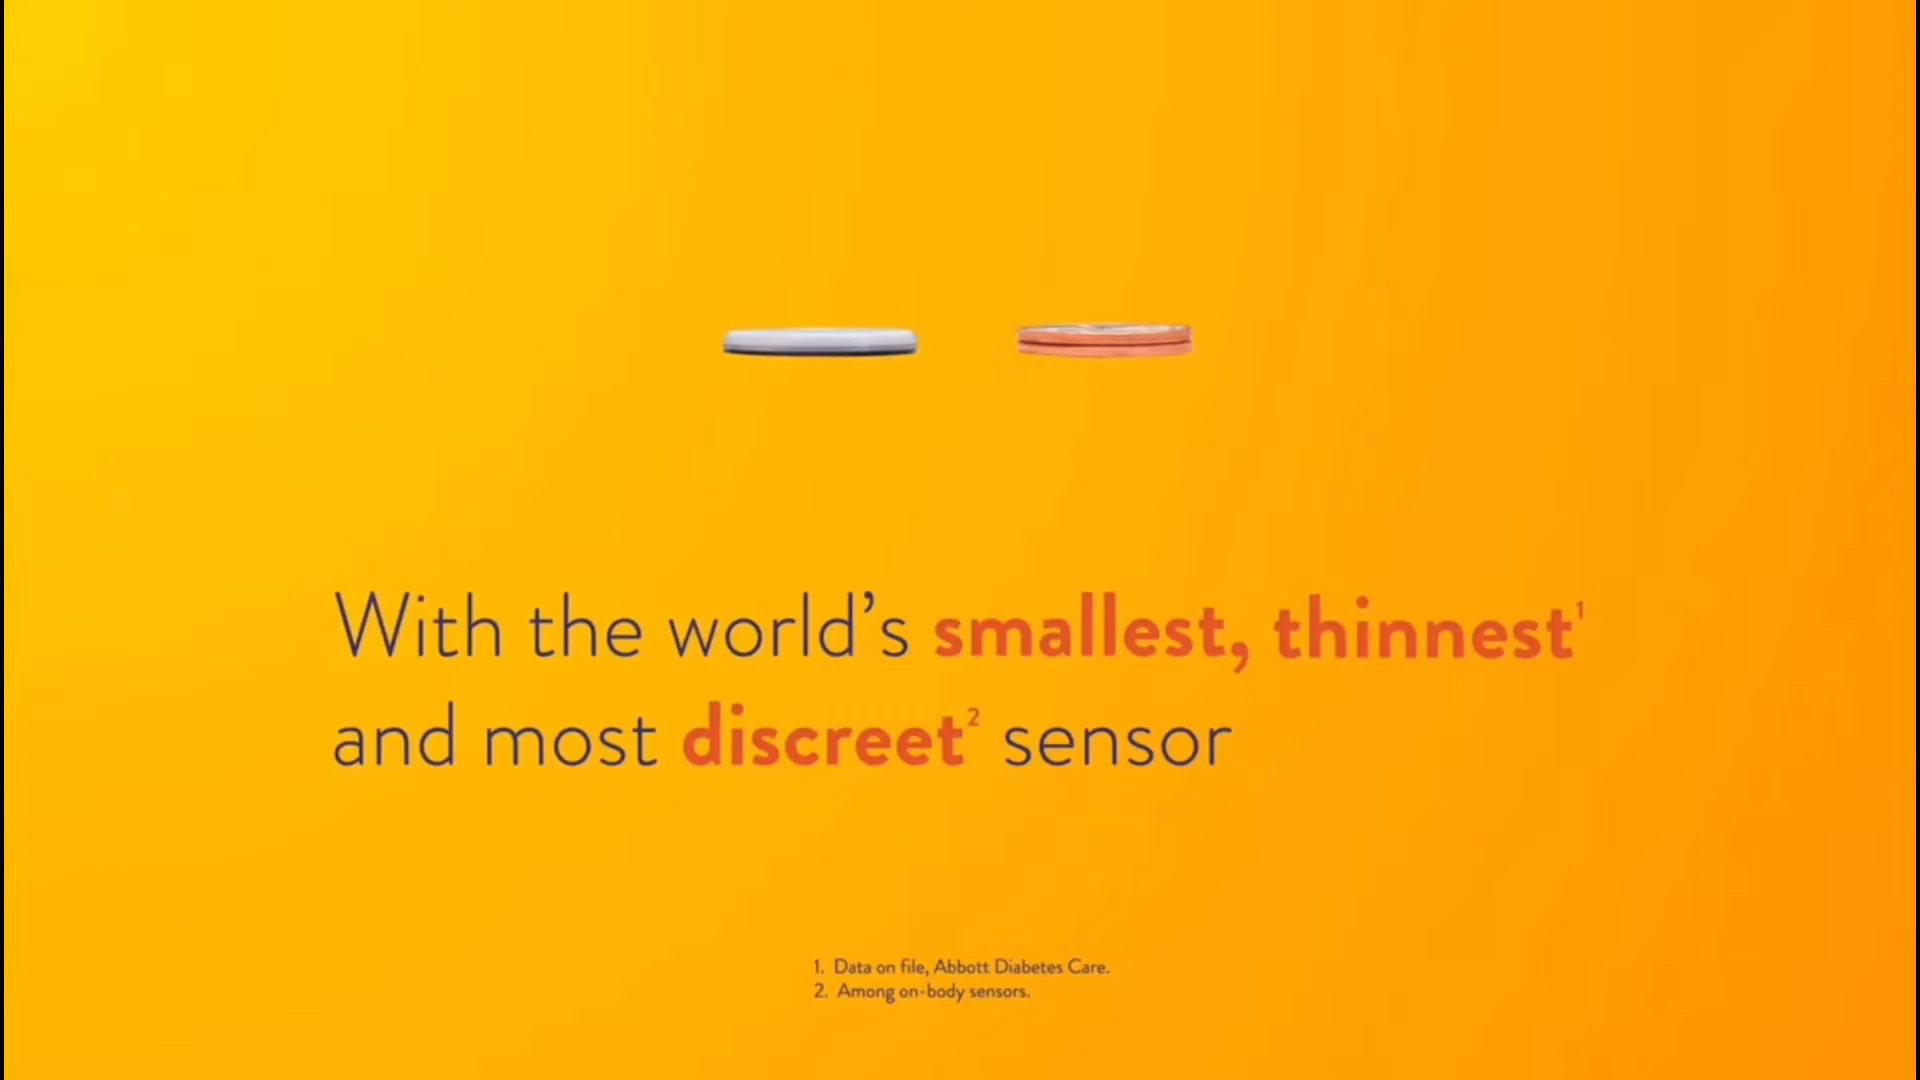 With the world’s smallest, thinnest¹
and most discreet² sensor
1. Data on file, Abbott Diabetes Care.
2. Among on-body sensors.